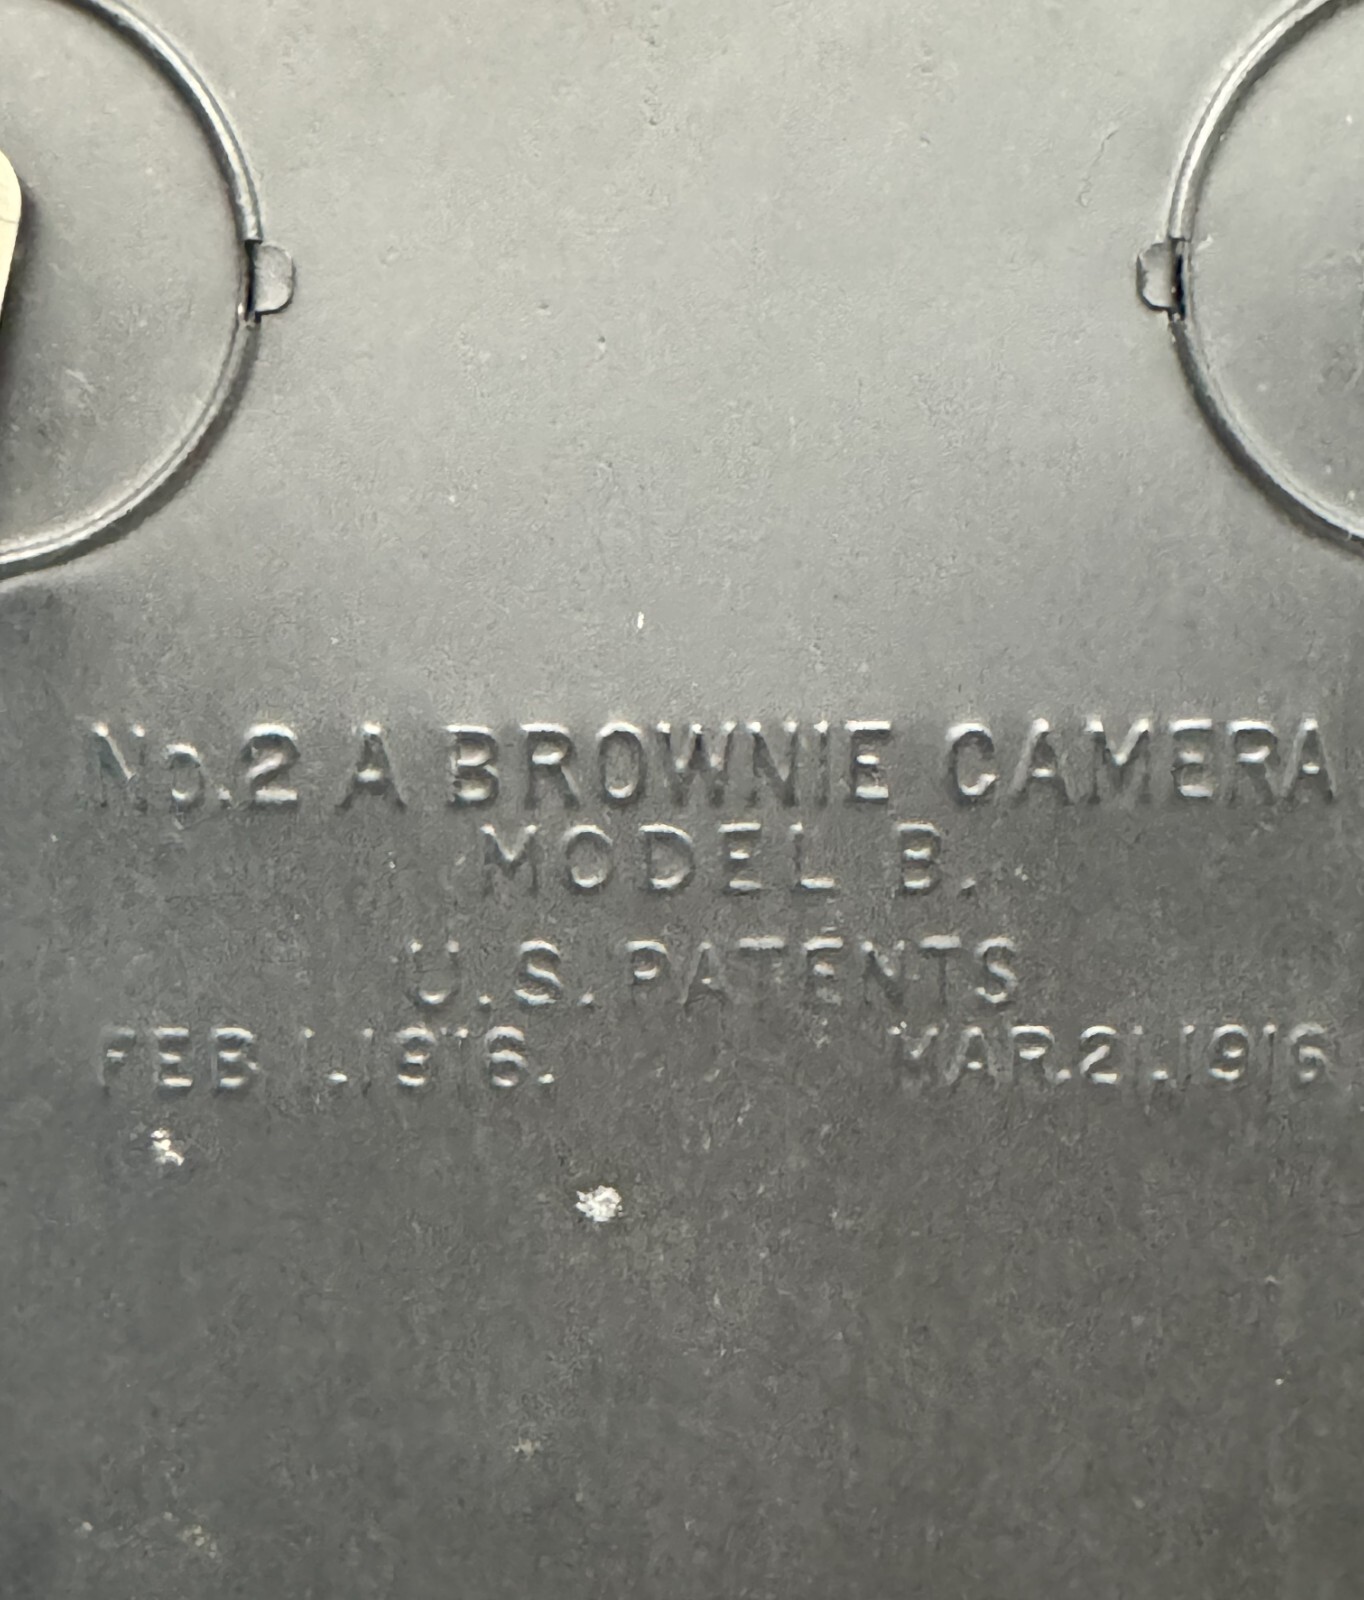 No.2 A BROWNIE CAMERA
MODEL B.
U.S. PATENTS
FEB 1.1916. MAR.21.1916